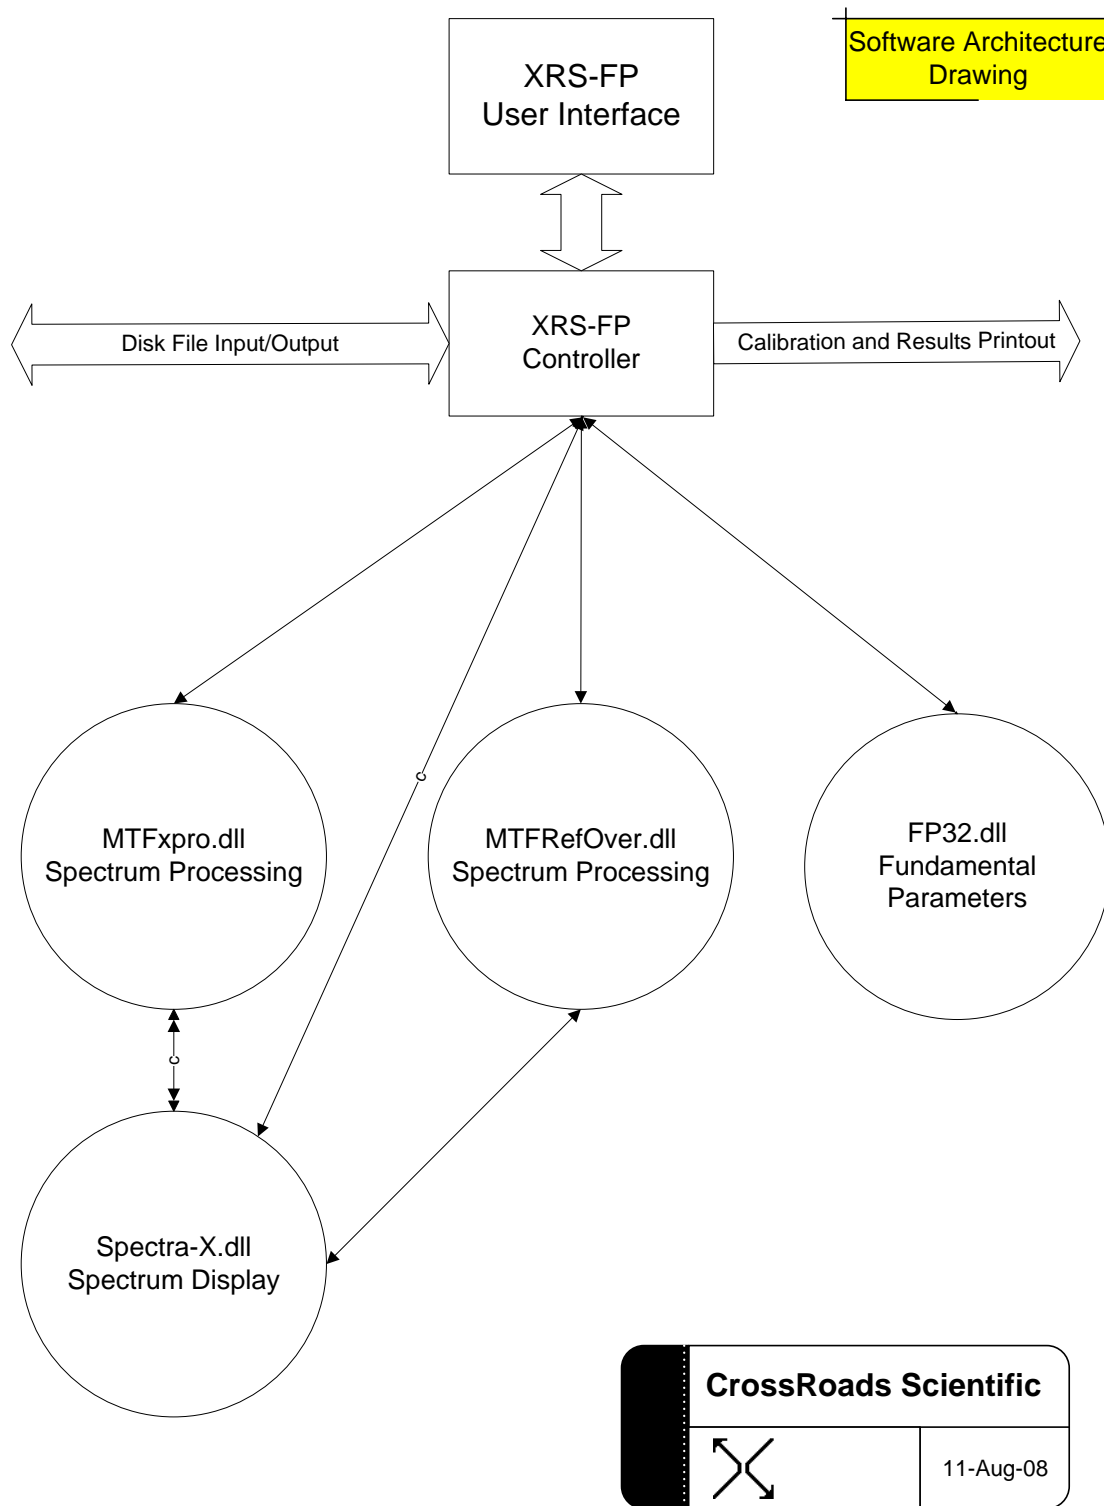 Software Architecture
Drawing
XRS-FP
User Interface
Disk File Input/Output
XRS-FP
Controller
Calibration and Results Printout
c
MTFxpro.dll
Spectrum Processing
MTFRefOver.dll
Spectrum Processing
FP32.dll
Fundamental
Parameters
c
Spectra-X.dll
Spectrum Display
CrossRoads Scientific
11-Aug-08